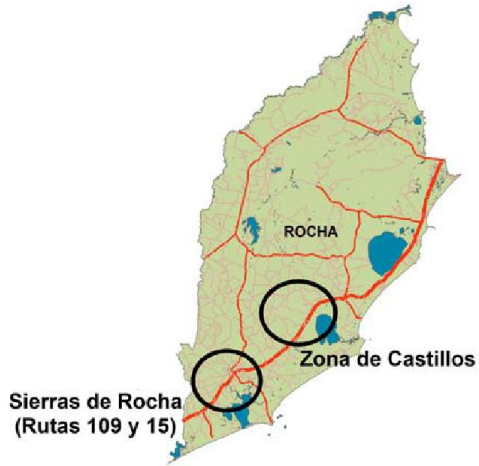 ROCHA
Zona de Castillos
Sierras de Rocha
(Rutas 109 y 15)